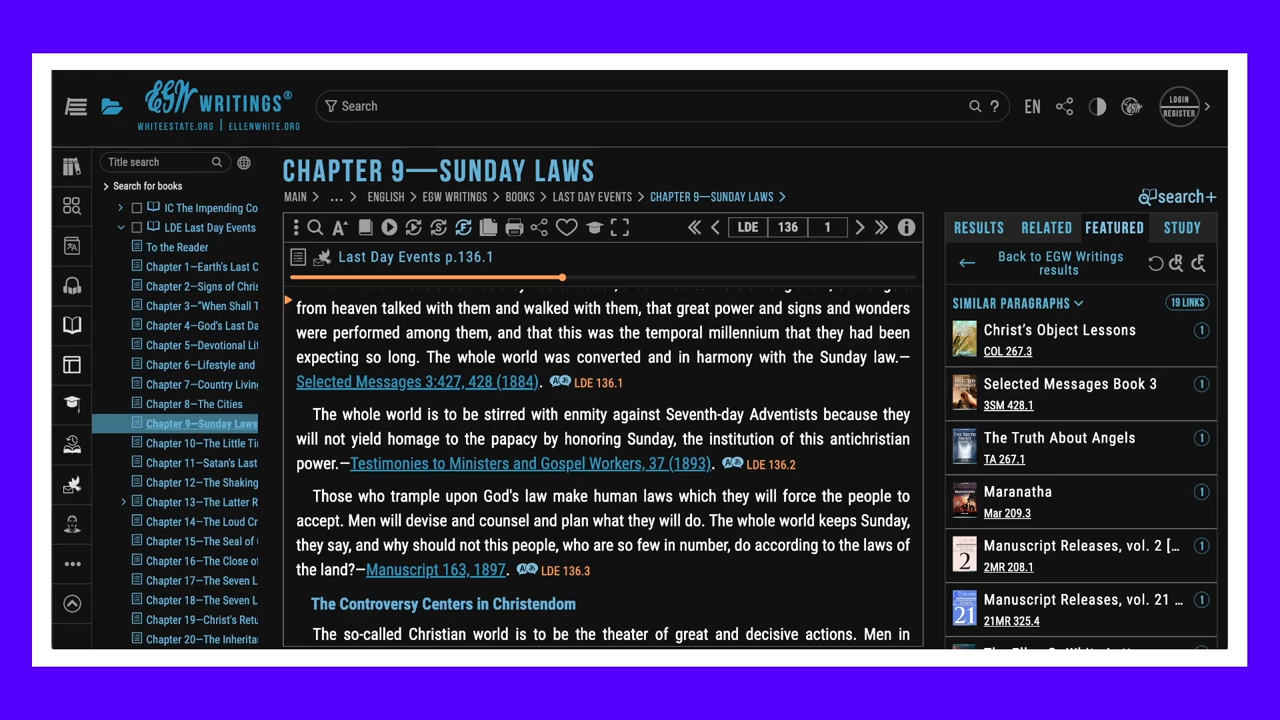 EGW WRITINGS®
WHITEESTATE.ORG | ELLENWHITE.ORG
Search
?
EN
LOGIN
REGISTER
Title search
Search for books
IC The Impending Co
LDE Last Day Events
To the Reader
Chapter 1—Earth's Last C
Chapter 2—Signs of Chris
Chapter 3—"When Shall T
Chapter 4—God's Last Da
Chapter 5—Devotional Lif
Chapter 6—Lifestyle and
Chapter 7—Country Living
Chapter 8—The Cities
Chapter 9—Sunday Laws
Chapter 10—The Little Ti
Chapter 11—Satan's Last
Chapter 12—The Shaking
Chapter 13—The Latter R
Chapter 14—The Loud Cr
Chapter 15—The Seal of
Chapter 16—The Close of
Chapter 17—The Seven L
Chapter 18—The Seven L
Chapter 19—Christ's Retu
Chapter 20—The Inherita
CHAPTER 9—SUNDAY LAWS
MAIN > ... > ENGLISH > EGW WRITINGS > BOOKS > LAST DAY EVENTS > CHAPTER 9—SUNDAY LAWS >
LDE 136 1
Last Day Events p.136.1
from heaven talked with them and walked with them, that great power and signs and wonders
were performed among them, and that this was the temporal millennium that they had been
expecting so long. The whole world was converted and in harmony with the Sunday law.—
Selected Messages 3:427, 428 (1884). LDE 136.1
The whole world is to be stirred with enmity against Seventh-day Adventists because they
will not yield homage to the papacy by honoring Sunday, the institution of this antichristian
power.—Testimonies to Ministers and Gospel Workers, 37 (1893). LDE 136.2
Those who trample upon God's law make human laws which they will force the people to
accept. Men will devise and counsel and plan what they will do. The whole world keeps Sunday,
they say, and why should not this people, who are so few in number, do according to the laws of
the land?—Manuscript 163, 1897. LDE 136.3
The Controversy Centers in Christendom
The so-called Christian world is to be the theater of great and decisive actions. Men in
search+
RESULTS RELATED FEATURED STUDY
Back to EGW Writings
results
SIMILAR PARAGRAPHS
19 LINKS
Christ's Object Lessons 1
COL 267.3
Selected Messages Book 3 1
3SM 428.1
The Truth About Angels 1
TA 267.1
Maranatha 1
Mar 209.3
Manuscript Releases, vol. 2 [... 1
2MR 208.1
Manuscript Releases, vol. 21 ... 1
21MR 325.4